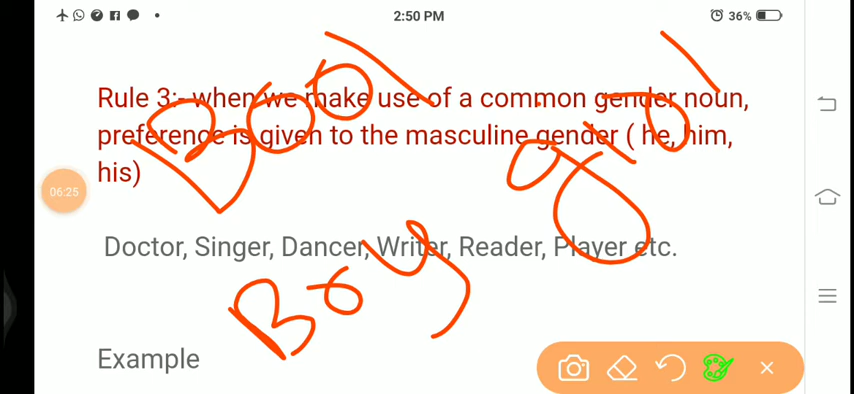 2:50 PM
36%
Rule 3:- when we make use of a common gender noun,
preference is given to the masculine gender ( he, him,
his)
06:25
Doctor, Singer, Dancer, Writer, Reader, Player etc.
Boy
Example